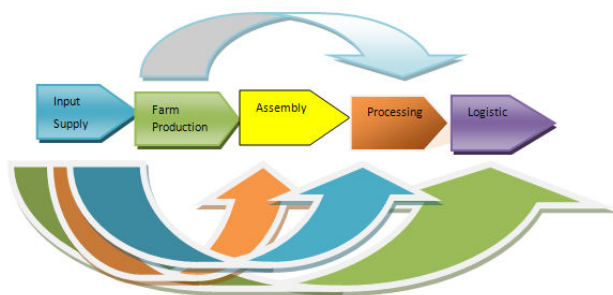 Input
Supply
Farm
Production
Assembly
Processing
Logistic